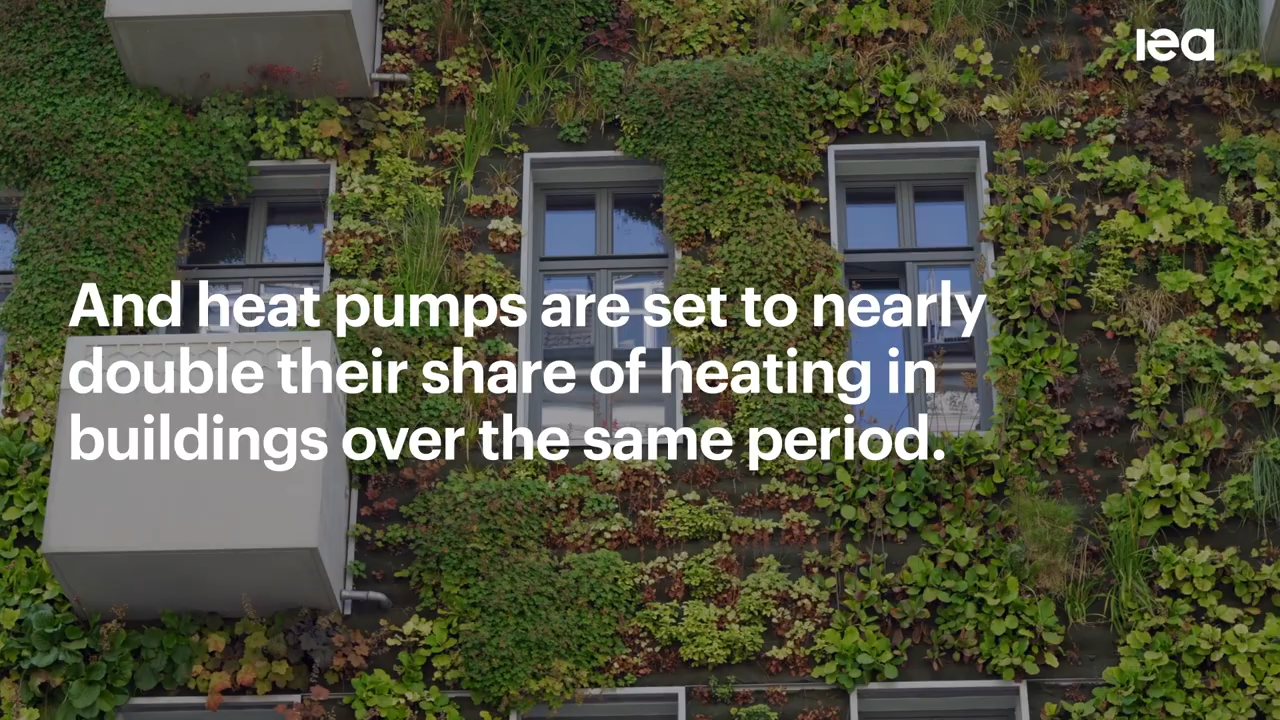 iea
And heat pumps are set to nearly
double their share of heating in
buildings over the same period.